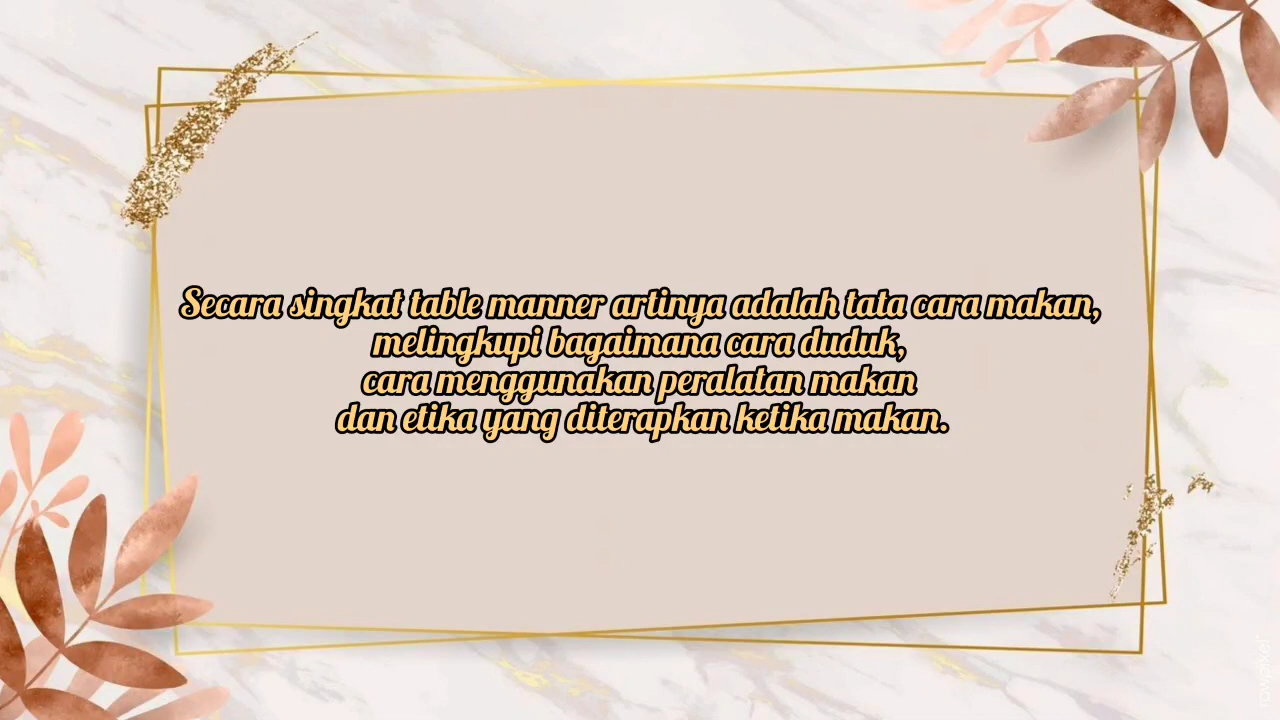 Secara singkat table manner artinya adalah tata cara makan,
melingkupi bagaimana cara duduk,
cara menggunakan peralatan makan
dan etika yang diterapkan ketika makan.
rawpixel